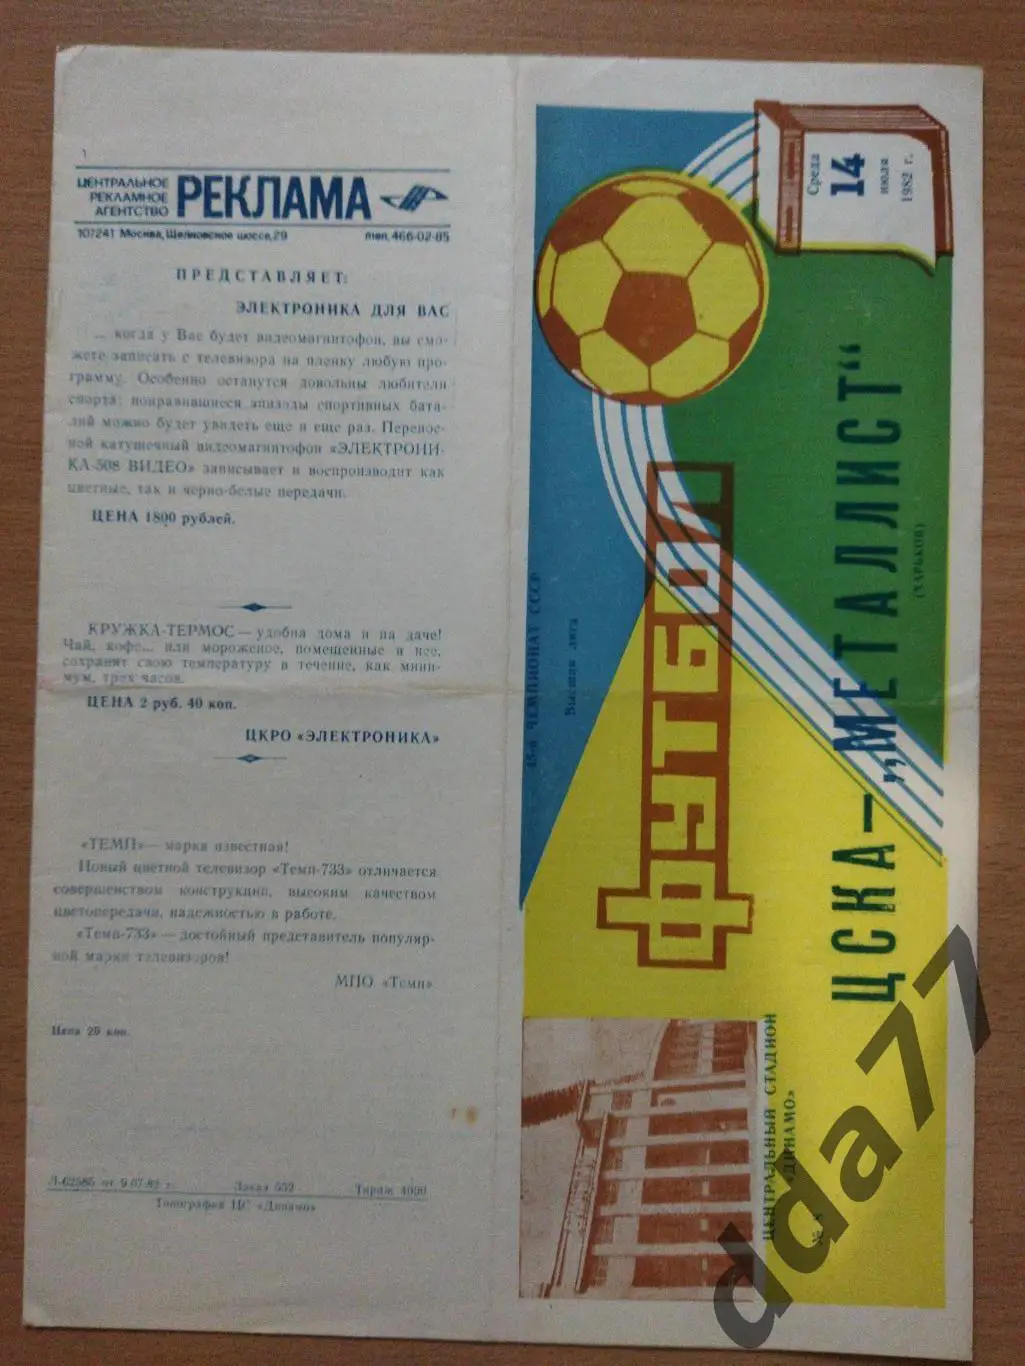 ЦЕНТРАЛЬНОЕ
РЕКЛАМНОЕ
АГЕНТСТВО
РЕКЛАМА
107241 Москва, Щелковское шоссе, 29 тел. 466-02-85
ПРЕДСТАВЛЯЕТ:
ЭЛЕКТРОНИКА ДЛЯ ВАС
... когда у Вас будет видеомагнитофон, вы смо-
жете записать с телевизора на пленку любую про-
грамму. Особенно останутся довольны любители
спорта: понравившиеся эпизоды спортивных бата-
лий можно будет увидеть еще и еще раз. Перенос-
ной катушечный видеомагнитофон «ЭЛЕКТРОНИ-
КА-508 ВИДЕО» записывает и воспроизводит как
цветные, так и черно-белые передачи.
ЦЕНА 1800 рублей.
КРУЖКА-ТЕРМОС — удобна дома и на даче!
Чай, кофе... или мороженое, помещенные в нее,
сохранят свою температуру в течение, как мини-
мум, трех часов.
ЦЕНА 2 руб. 40 коп.
ЦКРО «ЭЛЕКТРОНИКА»
«ТЕМП» — марка известная!
Новый цветной телевизор «Темп-733» отличается
совершенством конструкции, высоким качеством
цветопередачи, надежностью в работе.
«Темп-733» — достойный представитель популяр-
ной марки телевизоров!
МПО «Темп»
Цена 20 коп.
Л-62585 от 9.07.82 г. Заказ 552 Тираж 4000
Типография ЦС «Динамо»
Среда
14
июля
1982 г.
45-й ЧЕМПИОНАТ СССР
Высшая лига
ФУТБОЛ
ЦСКА — „МЕТАЛЛИСТ“
(ХАРЬКОВ)
ЦЕНТРАЛЬНЫЙ СТАДИОН
«ДИНАМО»
dda77